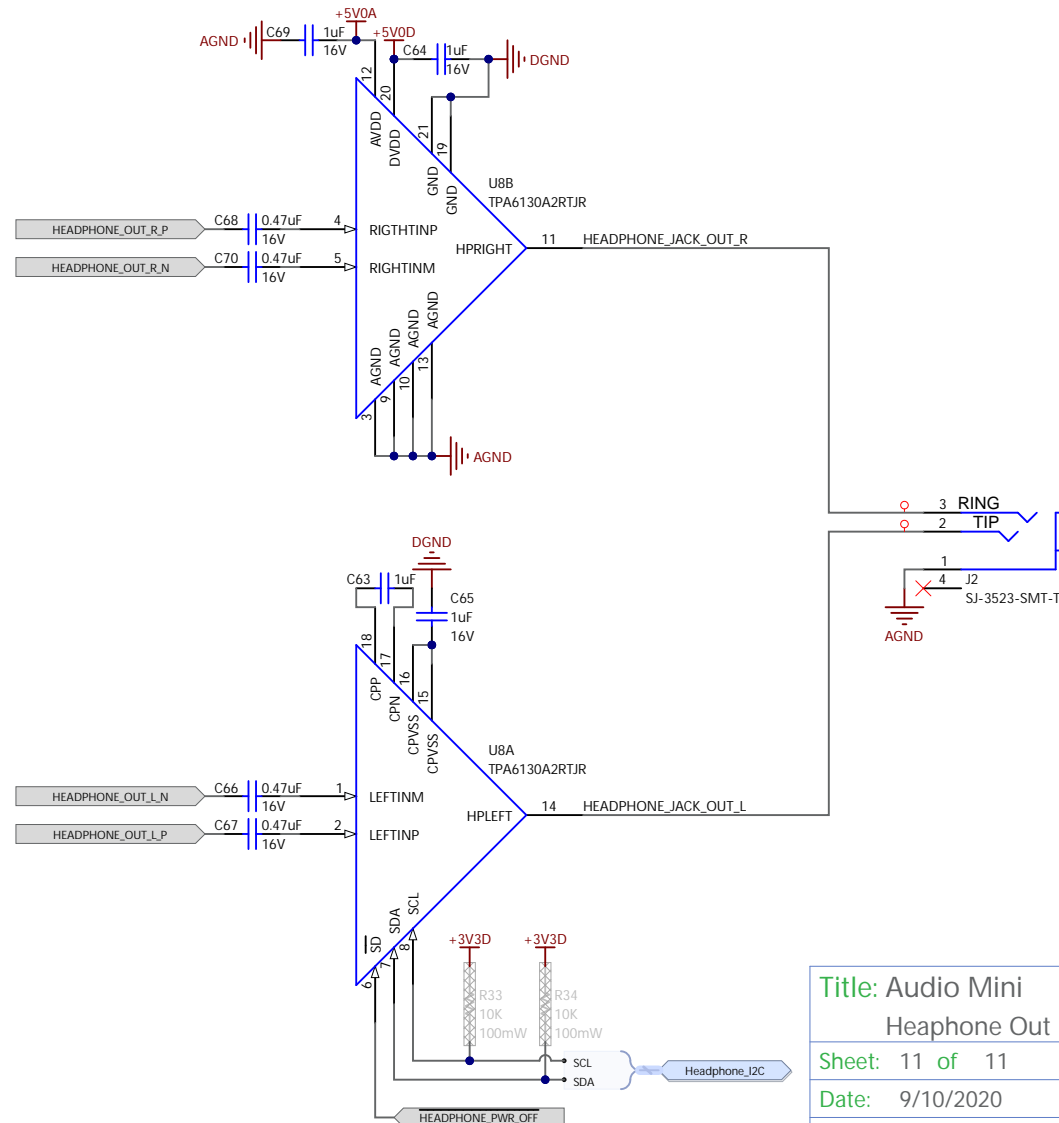 +5V0A
C69 1uF
AGND
16V
+5V0D
C64 1uF
DGND
16V
12
20
21
19
AVDD
DVDD
GND
GND
U8B
TPA6130A2RTJR
HEADPHONE_OUT_R_P
C68 0.47uF
16V
4
RIGTHTINP
HPRIGHT
11
HEADPHONE_JACK_OUT_R
HEADPHONE_OUT_R_N
C70 0.47uF
16V
5
RIGHTINM
AGND
AGND
AGND
AGND
3
9
10
13
AGND
3 RING
2 TIP
1
4 J2
SJ-3523-SMT-T
AGND
DGND
C63 1uF
C65
1uF
16V
18
17
16
15
CPP
CPN
CPVSS
CPVSS
U8A
TPA6130A2RTJR
HEADPHONE_OUT_L_N
C66 0.47uF
16V
1
LEFTINM
HPLEFT
14
HEADPHONE_JACK_OUT_L
HEADPHONE_OUT_L_P
C67 0.47uF
16V
2
LEFTINP
SD
SDA
SCL
6
7
8
+3V3D
+3V3D
R33
10K
100mW
R34
10K
100mW
SCL
SDA
Headphone_I2C
HEADPHONE_PWR_OFF
Title: Audio Mini
Heaphone Out
Sheet: 11 of 11
Date: 9/10/2020